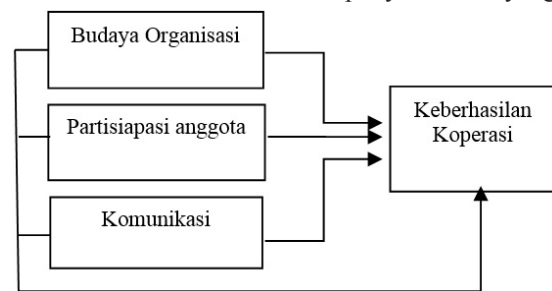 Budaya Organisasi
Partisiapasi anggota
Komunikasi
Keberhasilan
Koperasi